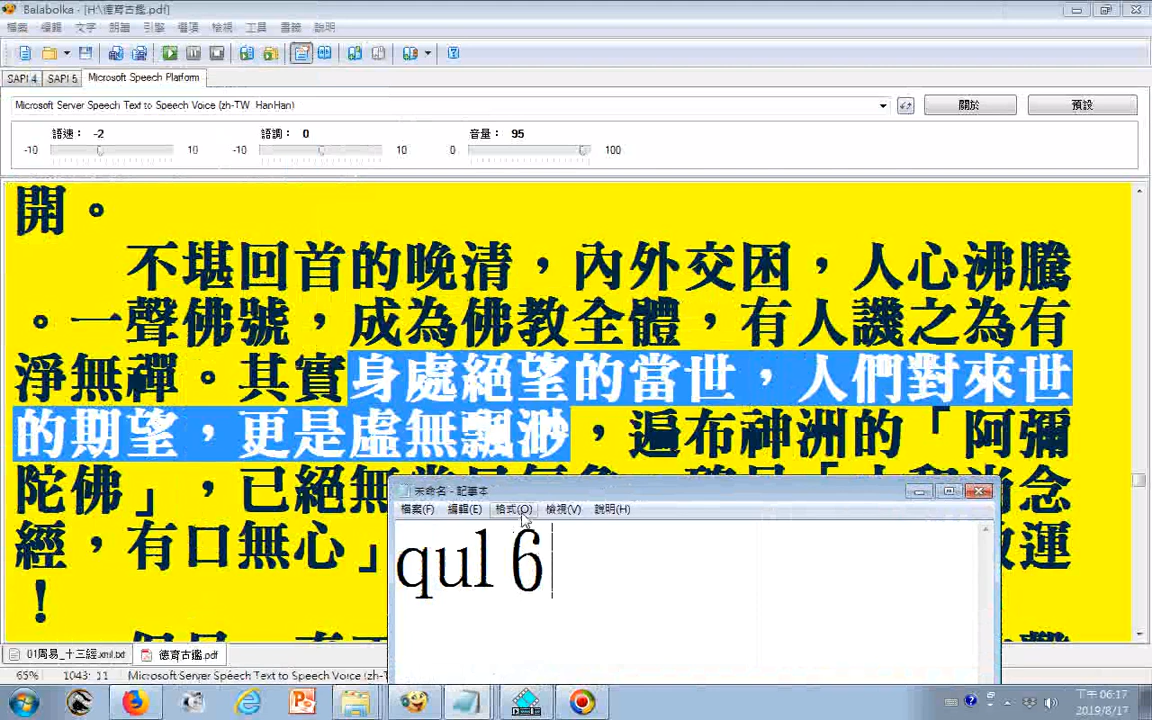 Balabolka - [H:\德育古鑑.pdf]
檔案 標籤 文字 朗讀 引擎 選項 檢視 工具 書籤 說明
SAPI 4 SAPI 5 Microsoft Speech Platform
Microsoft Server Speech Text to Speech Voice (zh-TW HanHan)
關於 預設
語速： -2 語調： 0 音量： 95
-10 10 -10 10 0 100
開。
不堪回首的晚清，內外交困，人心沸騰
。一聲佛號，成為佛教全體，有人譏之為有
淨無禪。其實身處絕望的當世，人們對來世
的期望，更是虛無飄渺，遍布神洲的「阿彌
陀佛」，已絕無
經，有口無心」
！
未命名 - 記事本
檔案(F) 編輯(E) 格式(O) 檢視(V) 說明(H)
qul 6
運
01周易_十三經.xml.txt 德育古鑑.pdf
65% 1043: 11 Microsoft Server Speech Text to Speech Voice (zh-T
下午 06:17
2019/8/17